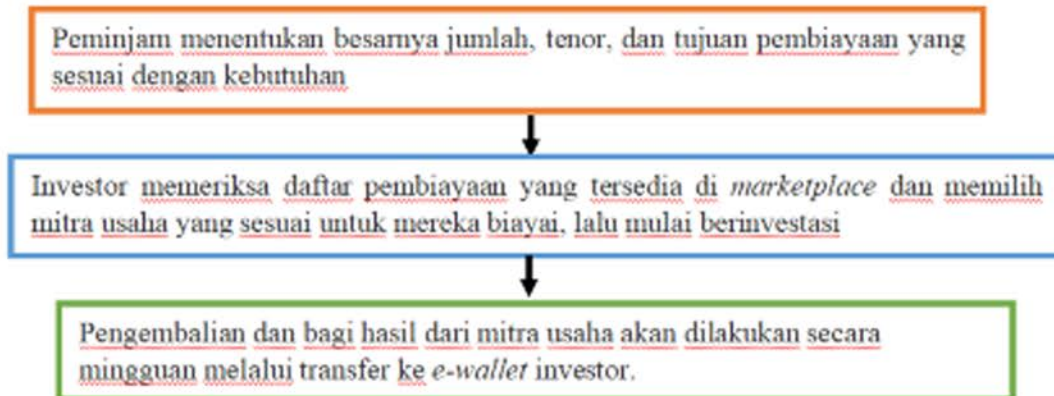 Peminjam menentukan besarnya jumlah, tenor, dan tujuan pembiayaan yang
sesuai dengan kebutuhan
Investor memeriksa daftar pembiayaan yang tersedia di marketplace dan memilih
mitra usaha yang sesuai untuk mereka biayai, lalu mulai berinvestasi
Pengembalian dan bagi hasil dari mitra usaha akan dilakukan secara
mingguan melalui transfer ke e-wallet investor.